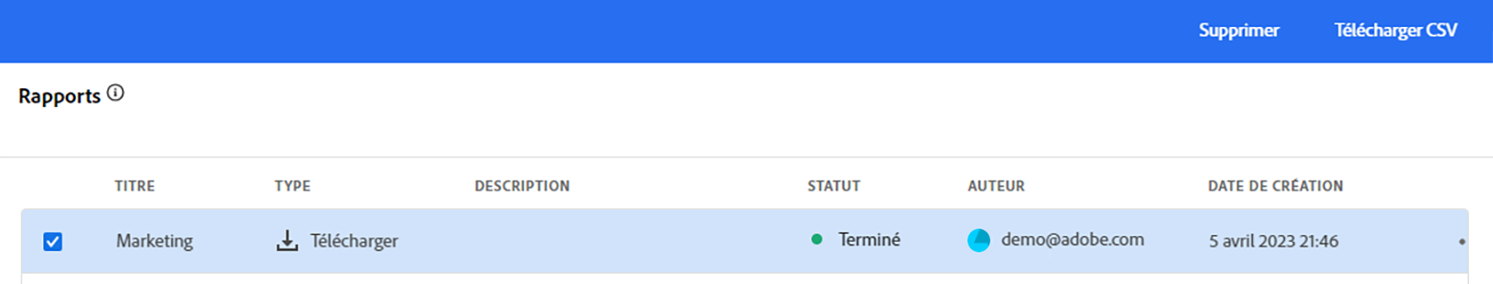 Supprimer Télécharger CSV
Rapports
TITRE TYPE DESCRIPTION STATUT AUTEUR DATE DE CRÉATION
Marketing Télécharger Terminé demo@adobe.com 5 avril 2023 21:46